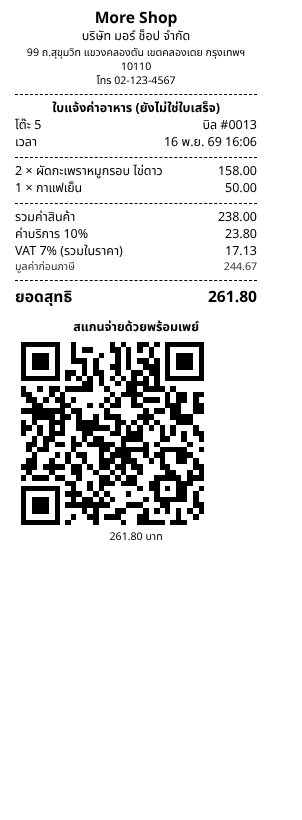 More Shop
บริษัท มอร์ ช็อป จำกัด
99 ถ.สุขุมวิท แขวงคลองตัน เขตคลองเตย กรุงเทพฯ
10110
โทร 02-123-4567
ใบแจ้งค่าอาหาร (ยังไม่ใช่ใบเสร็จ)
โต๊ะ 5 บิล #0013
เวลา 16 พ.ย. 69 16:06
2 × ผัดกะเพราหมูกรอบ ไข่ดาว 158.00
1 × กาแฟเย็น 50.00
รวมค่าสินค้า 238.00
ค่าบริการ 10% 23.80
VAT 7% (รวมในราคา) 17.13
มูลค่าก่อนภาษี 244.67
ยอดสุทธิ 261.80
สแกนจ่ายด้วยพร้อมเพย์
261.80 บาท